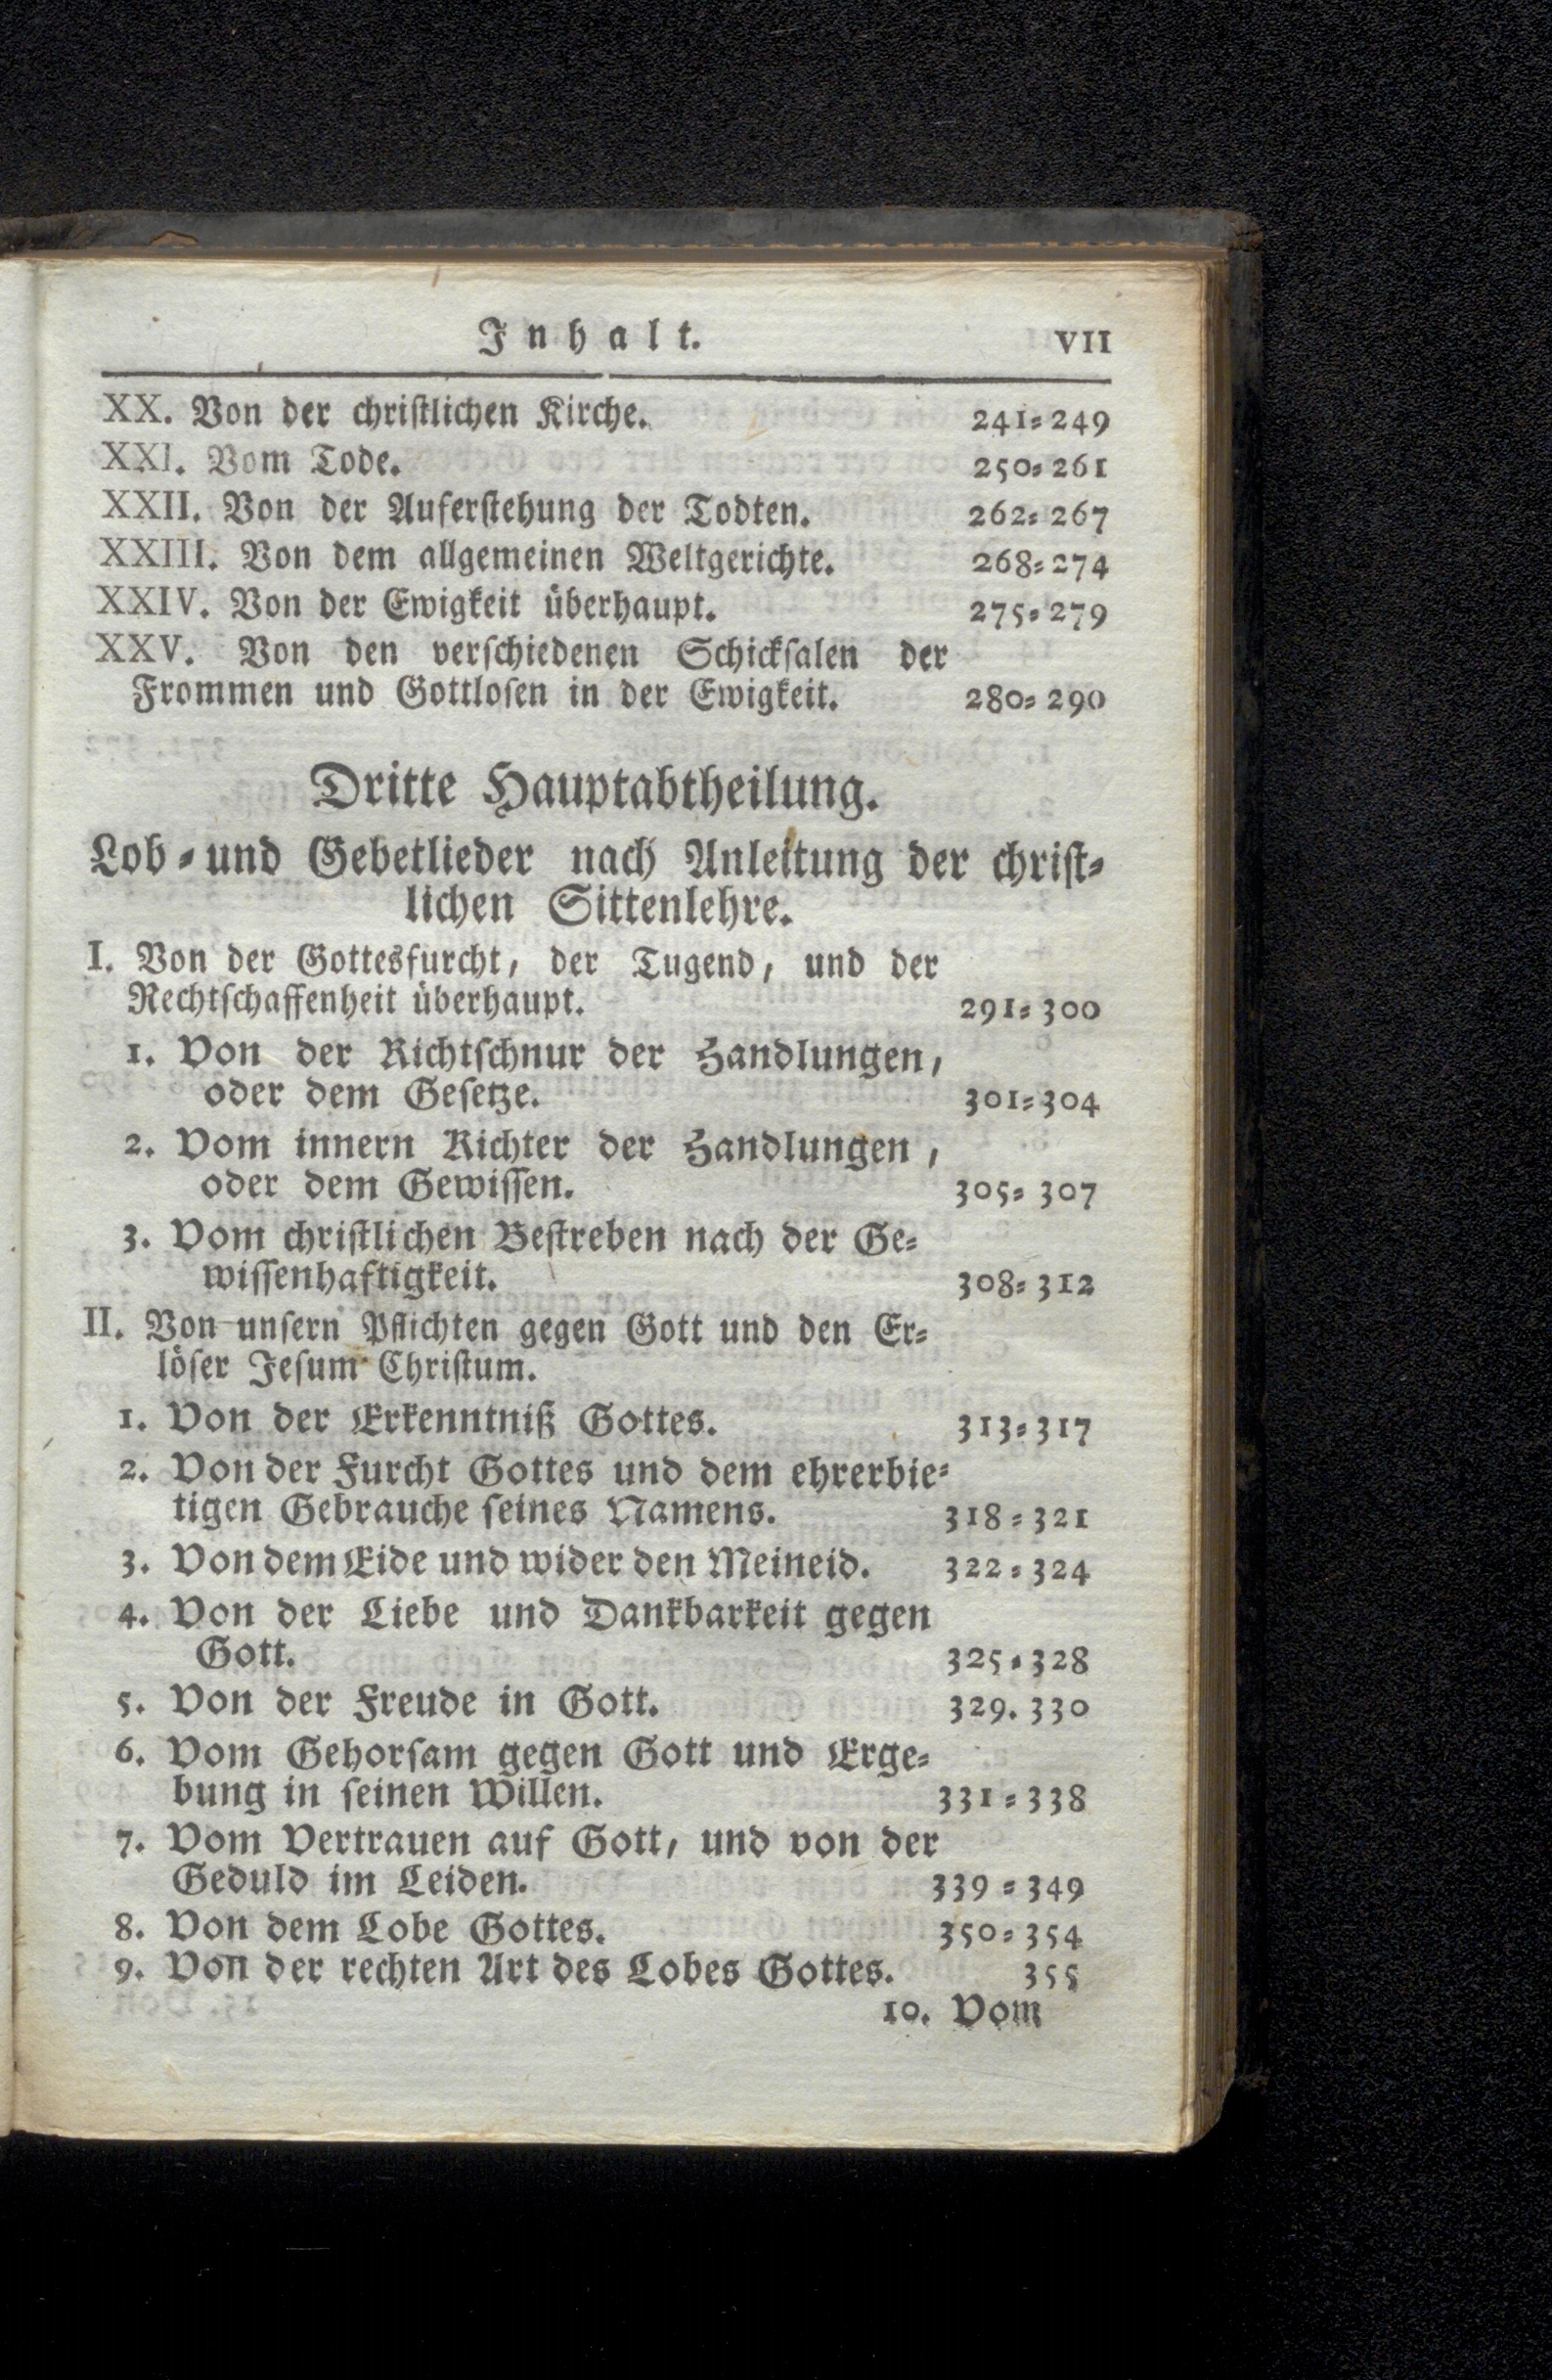 Inhalt. VII
XX. Von der christlichen Kirche. 241=249
XXI. Vom Tode. 250=261
XXII. Von der Auferstehung der Todten. 262=267
XXIII. Von dem allgemeinen Weltgerichte. 268=274
XXIV. Von der Ewigkeit überhaupt. 275=279
XXV. Von den verschiedenen Schicksalen der
Frommen und Gottlosen in der Ewigkeit. 280=290
Dritte Hauptabtheilung.
Lob= und Gebetlieder nach Anleitung der christ=
lichen Sittenlehre.
I. Von der Gottesfurcht, der Tugend, und der
Rechtschaffenheit überhaupt. 291=300
1. Von der Richtschnur der Handlungen,
oder dem Gesetze. 301=304
2. Vom innern Richter der Handlungen,
oder dem Gewissen. 305=307
3. Vom christlichen Bestreben nach der Ge=
wissenhaftigkeit. 308=312
II. Von unsern Pflichten gegen Gott und den Er=
löser Jesum Christum.
1. Von der Erkenntniß Gottes. 313=317
2. Von der Furcht Gottes und dem ehrerbie=
tigen Gebrauche seines Namens. 318=321
3. Von dem Eide und wider den Meineid. 322=324
4. Von der Liebe und Dankbarkeit gegen
Gott. 325=328
5. Von der Freude in Gott. 329. 330
6. Vom Gehorsam gegen Gott und Erge=
bung in seinen Willen. 331=338
7. Vom Vertrauen auf Gott, und von der
Geduld im Leiden. 339=349
8. Von dem Lobe Gottes. 350=354
9. Von der rechten Art des Lobes Gottes. 355
10. Vom